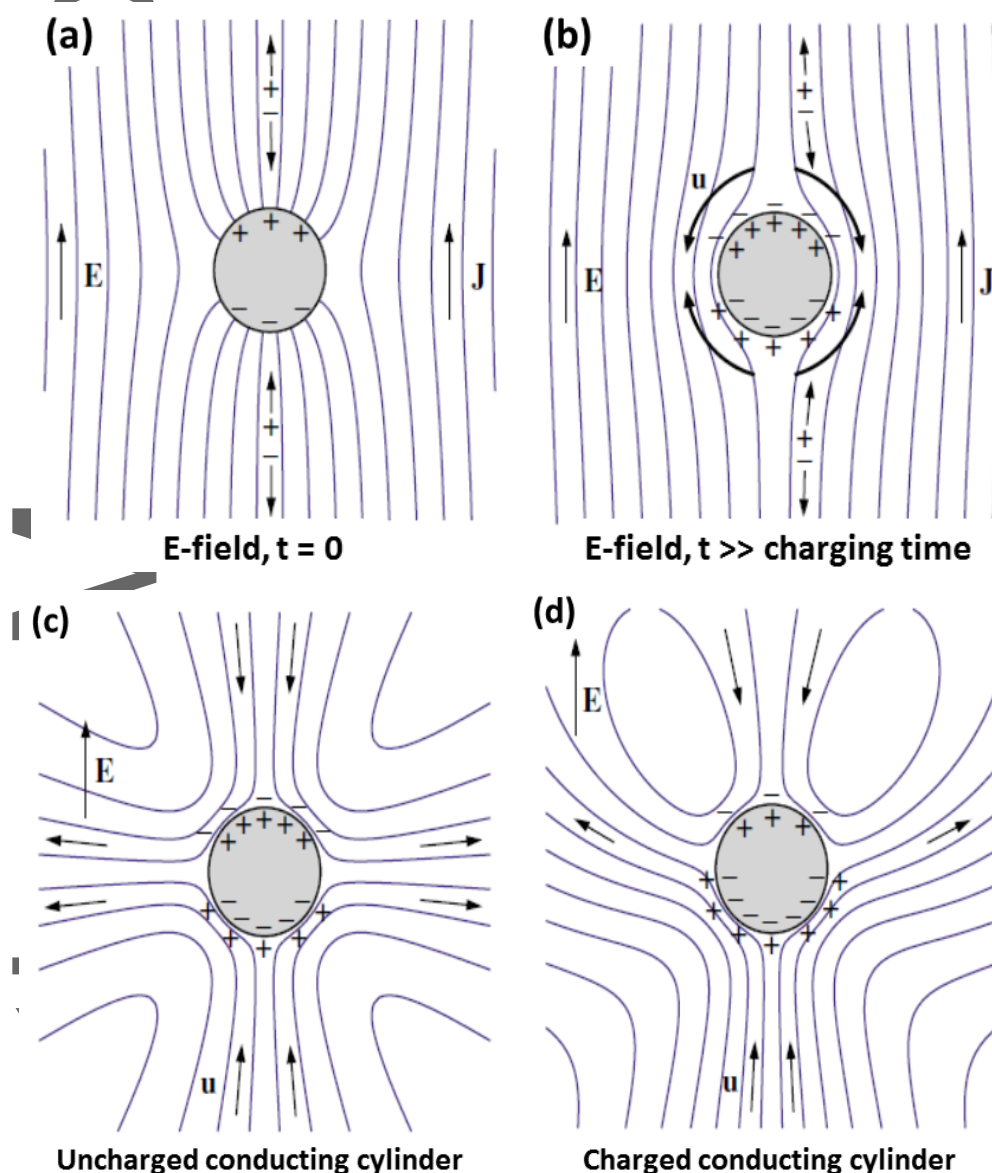 (a)
(b)
u
E
J
E
J
E-field, t = 0
E-field, t >> charging time
(c)
(d)
E
E
u
u
Uncharged conducting cylinder
Charged conducting cylinder